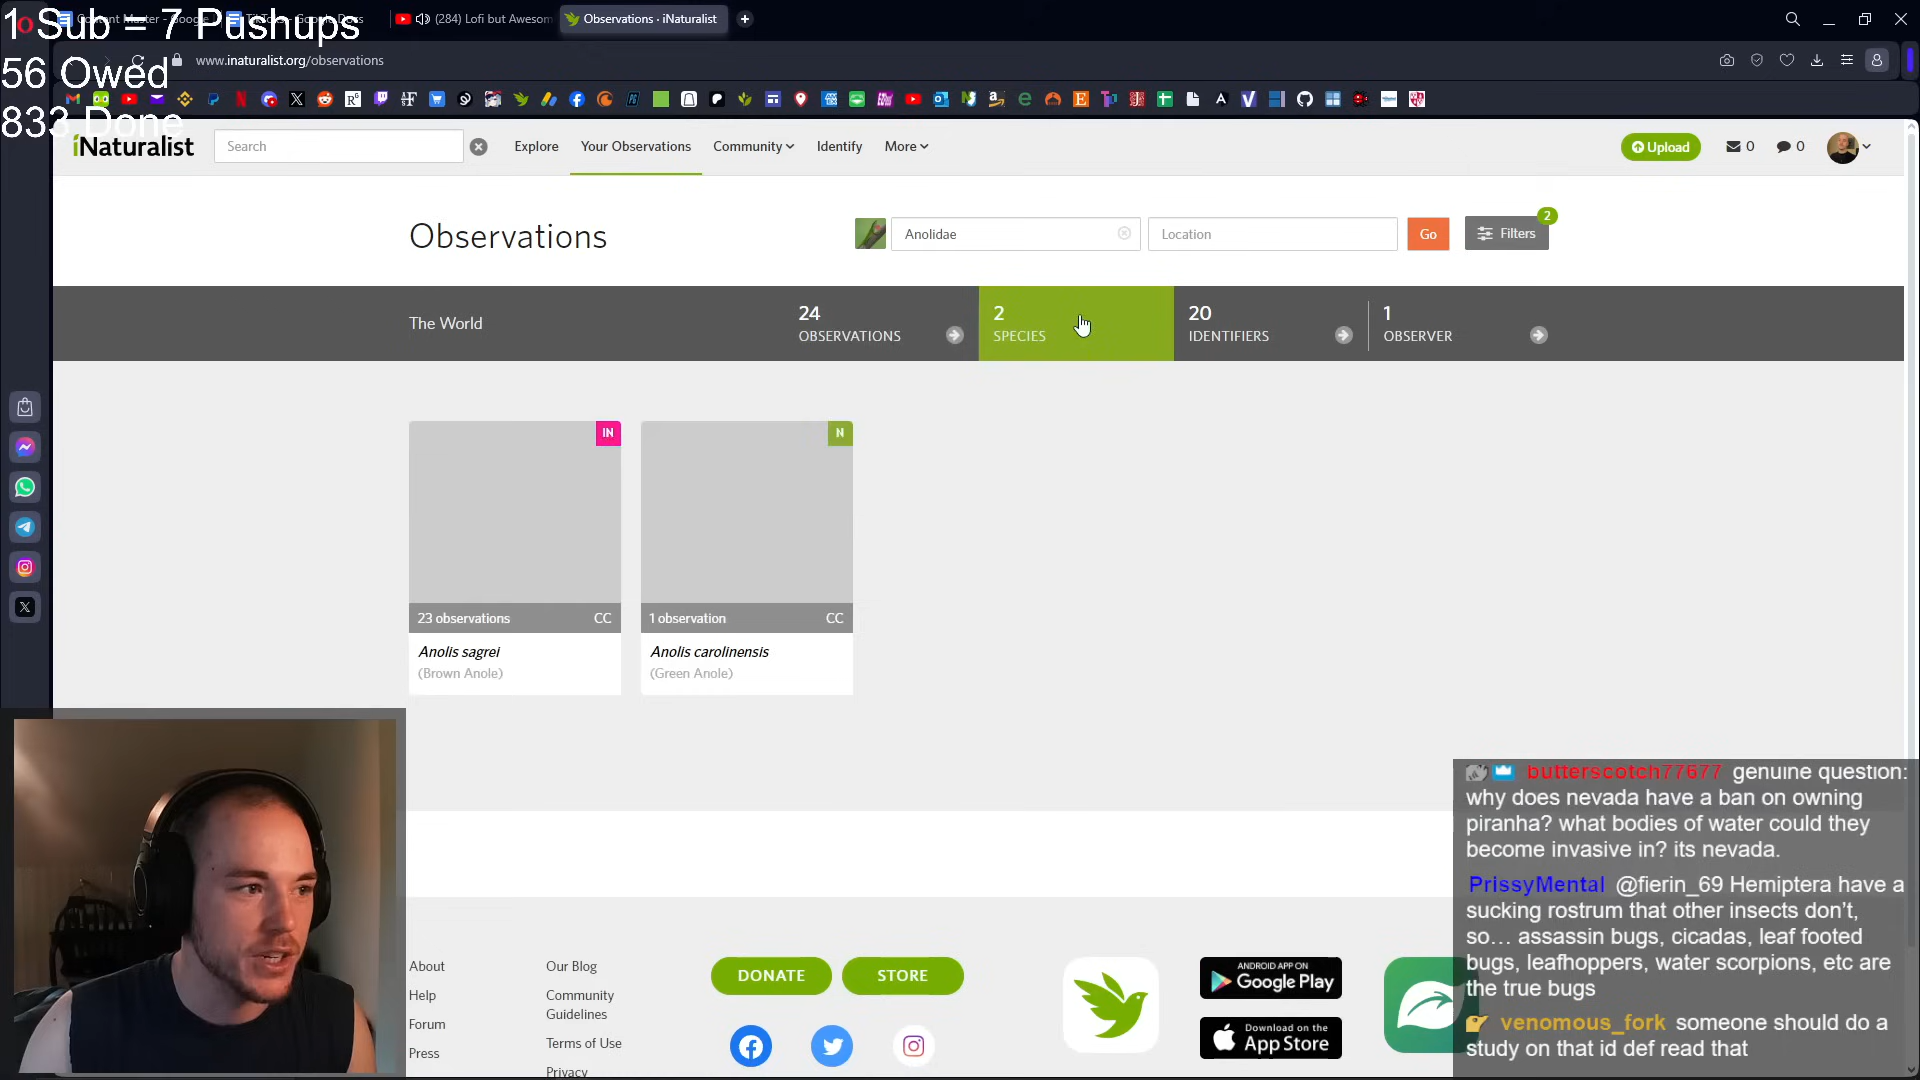 1 Sub = 7 Pushups
56 Owed
833 Done
Content Master - Google
- Google Docs
(284) Lofi but Awesom
Observations · iNaturalist
www.inaturalist.org/observations
iNaturalist
Search
Explore
Your Observations
Community
Identify
More
Upload
0
0
Observations
Anolidae
Location
Go
Filters
2
The World
24
OBSERVATIONS
2
SPECIES
20
IDENTIFIERS
1
OBSERVER
IN
23 observations
CC
Anolis sagrei
(Brown Anole)
N
1 observation
CC
Anolis carolinensis
(Green Anole)
butterscotch77677 genuine question:
why does nevada have a ban on owning
piranha? what bodies of water could they
become invasive in? its nevada.
PrissyMental @fierin_69 Hemiptera have a
sucking rostrum that other insects don't,
so... assassin bugs, cicadas, leaf footed
bugs, leafhoppers, water scorpions, etc are
the true bugs
venomous_fork someone should do a
study on that id def read that
About
Help
Forum
Press
Our Blog
Community
Guidelines
Terms of Use
Privacy
DONATE
STORE
ANDROID APP ON
Google Play
Download on the
App Store